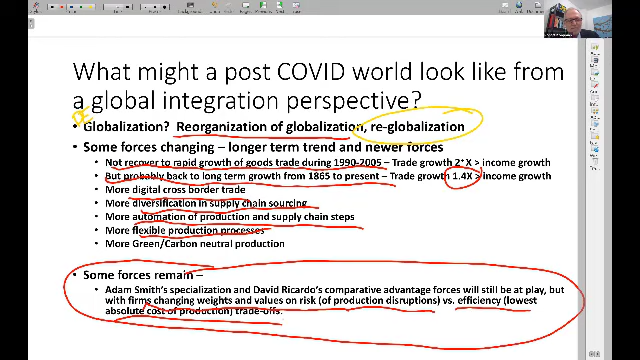 What might a post COVID world look like from
a global integration perspective?
DE
• Globalization? Reorganization of globalization, re-globalization
• Some forces changing – longer term trend and newer forces
• Not recover to rapid growth of goods trade during 1990-2005 – Trade growth 2+X > income growth
• But probably back to long term growth from 1865 to present – Trade growth 1.4X > income growth
• More digital cross border trade
• More diversification in supply chain sourcing
• More automation of production and supply chain steps
• More flexible production processes
• More Green/Carbon neutral production
• Some forces remain –
• Adam Smith's specialization and David Ricardo's comparative advantage forces will still be at play, but
with firms changing weights and values on risk (of production disruptions) vs. efficiency (lowest
absolute cost of production) trade-offs.